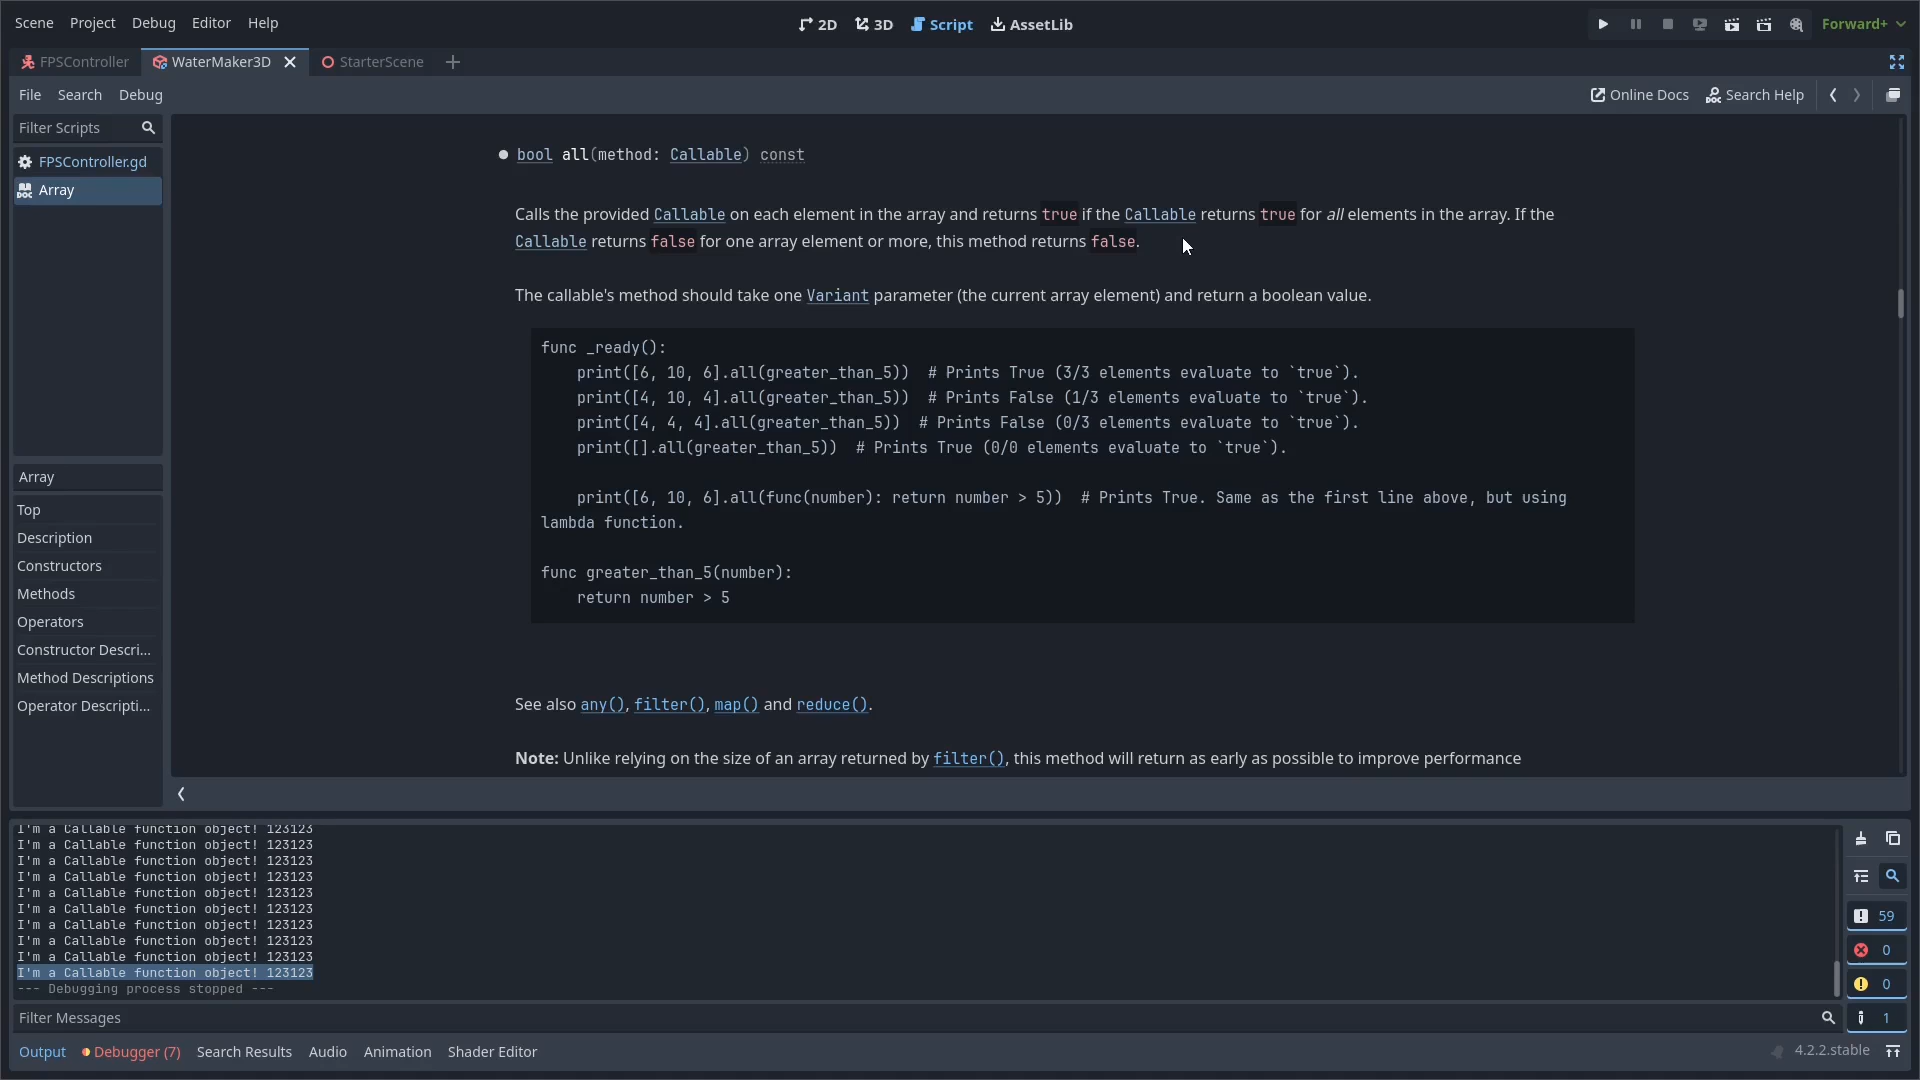 Scene Project Debug Editor Help
2D 3D Script AssetLib
Forward+
FPSController WaterMaker3D StarterScene
File Search Debug
Online Docs Search Help
Filter Scripts
FPSController.gd
Array
Array
Top
Description
Constructors
Methods
Operators
Constructor Descri...
Method Descriptions
Operator Descripti...
bool all(method: Callable) const
Calls the provided Callable on each element in the array and returns true if the Callable returns true for all elements in the array. If the
Callable returns false for one array element or more, this method returns false.
The callable's method should take one Variant parameter (the current array element) and return a boolean value.
func _ready():
    print([6, 10, 6].all(greater_than_5))  # Prints True (3/3 elements evaluate to `true`).
    print([4, 10, 4].all(greater_than_5))  # Prints False (1/3 elements evaluate to `true`).
    print([4, 4, 4].all(greater_than_5))  # Prints False (0/3 elements evaluate to `true`).
    print([].all(greater_than_5))  # Prints True (0/0 elements evaluate to `true`).
    print([6, 10, 6].all(func(number): return number > 5))  # Prints True. Same as the first line above, but using
lambda function.
func greater_than_5(number):
    return number > 5
See also any(), filter(), map() and reduce().
Note: Unlike relying on the size of an array returned by filter(), this method will return as early as possible to improve performance
I'm a Callable function object! 123123
I'm a Callable function object! 123123
I'm a Callable function object! 123123
I'm a Callable function object! 123123
I'm a Callable function object! 123123
I'm a Callable function object! 123123
I'm a Callable function object! 123123
I'm a Callable function object! 123123
I'm a Callable function object! 123123
I'm a Callable function object! 123123
--- Debugging process stopped ---
59
0
0
1
Filter Messages
Output Debugger (7) Search Results Audio Animation Shader Editor
4.2.2.stable